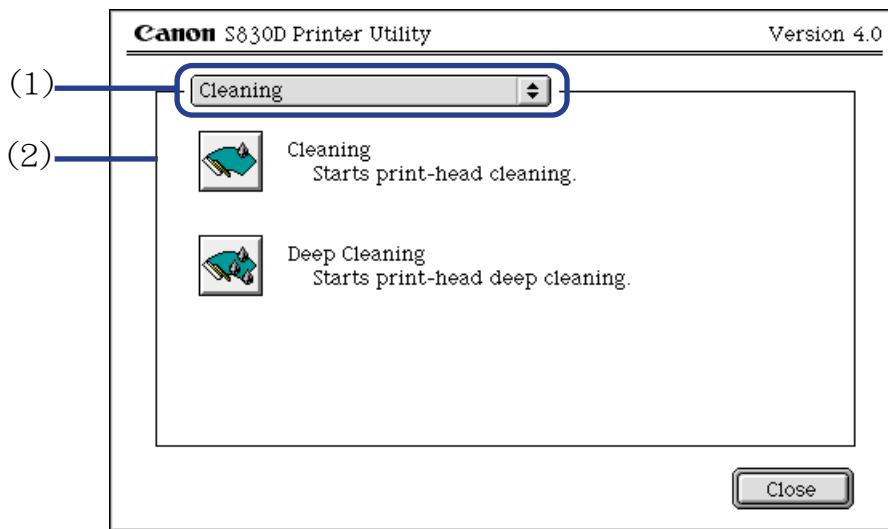 Canon S830D Printer Utility Version 4.0
(1)
Cleaning
(2)
Cleaning
Starts print-head cleaning.
Deep Cleaning
Starts print-head deep cleaning.
Close